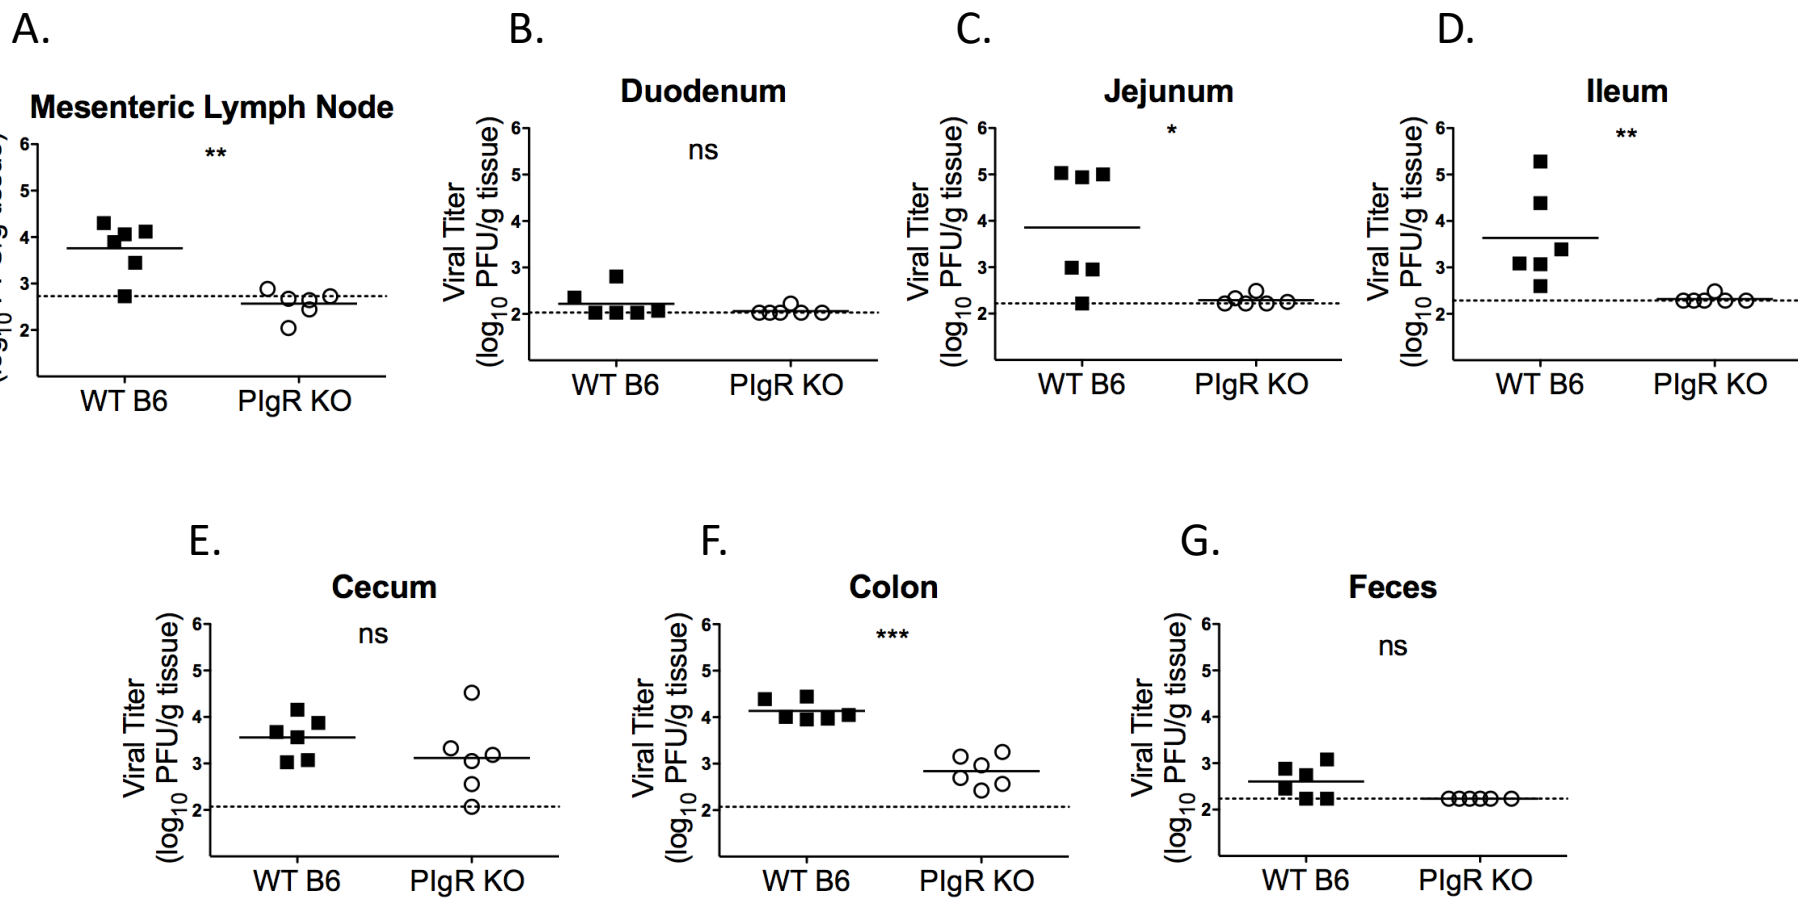 A.
B.
C.
D.
Mesenteric Lymph Node
Duodenum
Jejunum
Ileum
**
ns
*
**
6
5
4
3
2
Viral Titer
(log10 PFU/g tissue)
6
5
4
3
2
Viral Titer
(log10 PFU/g tissue)
6
5
4
3
2
Viral Titer
(log10 PFU/g tissue)
6
5
4
3
2
WT B6 PIgR KO
WT B6 PIgR KO
WT B6 PIgR KO
WT B6 PIgR KO
E.
F.
G.
Cecum
Colon
Feces
ns
***
ns
Viral Titer
(log10 PFU/g tissue)
6
5
4
3
2
Viral Titer
(log10 PFU/g tissue)
6
5
4
3
2
Viral Titer
(log10 PFU/g tissue)
6
5
4
3
2
WT B6 PIgR KO
WT B6 PIgR KO
WT B6 PIgR KO